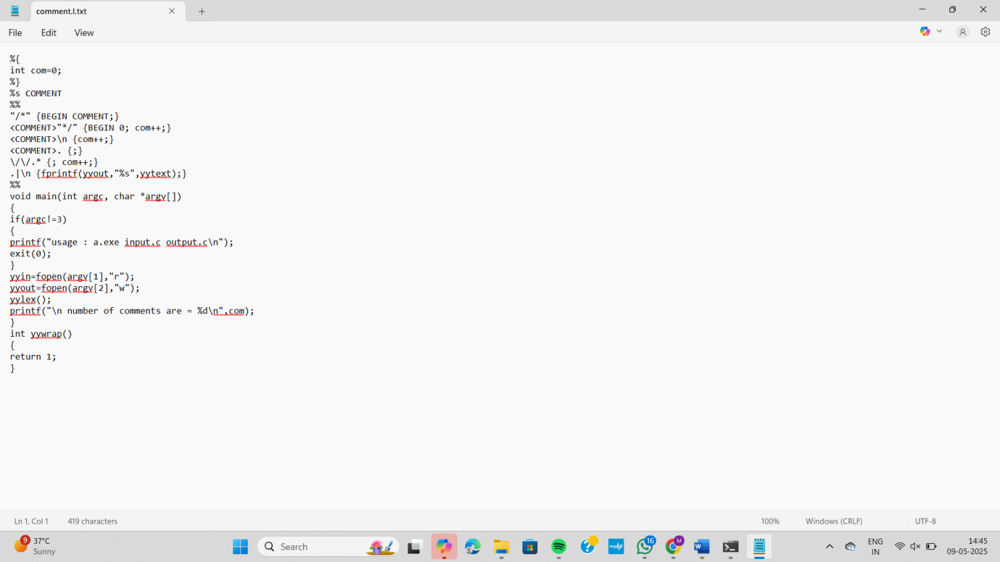 comment.l.txt
File Edit View
%{
int com=0;
%}
%s COMMENT
%%
"/*" {BEGIN COMMENT;}
<COMMENT>"*/" {BEGIN 0; com++;}
<COMMENT>\n {com++;}
<COMMENT>. {;}
\/\/.* {; com++;}
.|\n {fprintf(yyout,"%s",yytext);}
%%
void main(int argc, char *argv[])
{
if(argc!=3)
{
printf("usage : a.exe input.c output.c\n");
exit(0);
}
yyin=fopen(argv[1],"r");
yyout=fopen(argv[2],"w");
yylex();
printf("\n number of comments are = %d\n",com);
}
int yywrap()
{
return 1;
}
Ln 1, Col 1 419 characters 100% Windows (CRLF) UTF-8
9 37°C Sunny
Search
myhp
16
M
W
ENG IN
14:45
09-05-2025